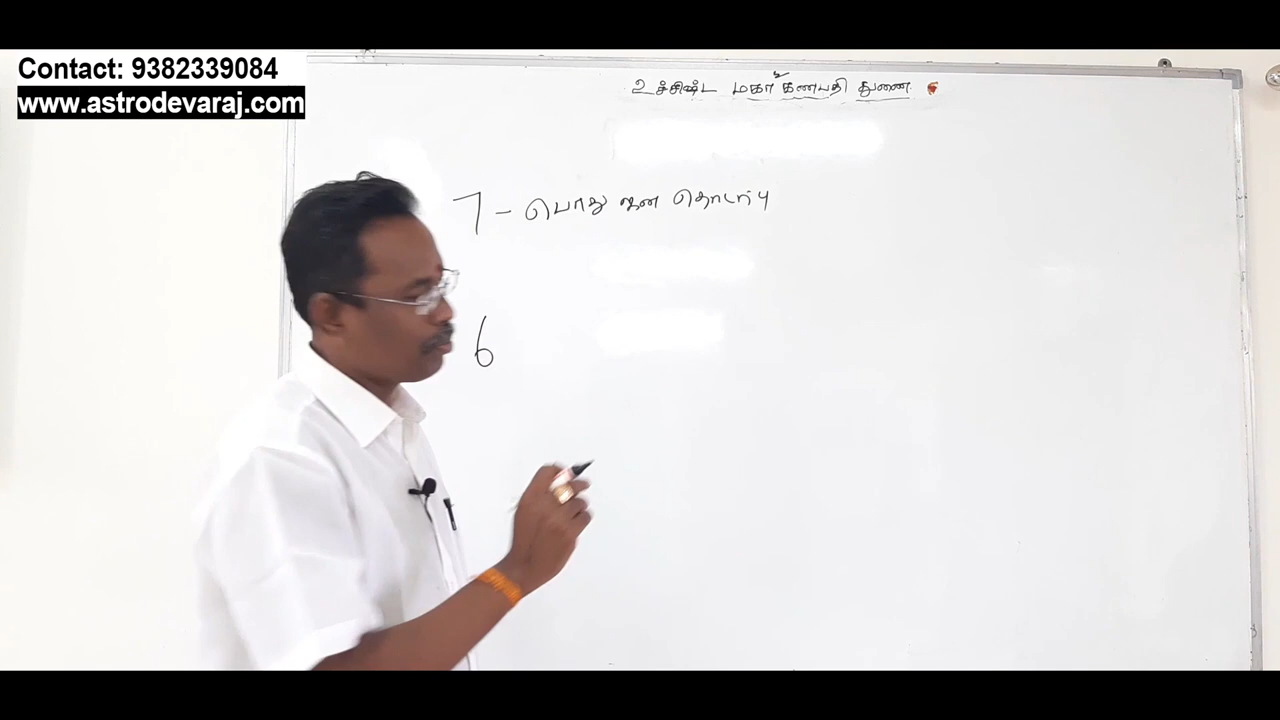 Contact: 9382339084
www.astrodevaraj.com
உச்சிஷ்ட மகா கணபதி துணை
7 - பொது ஜன தொடர்பு
6